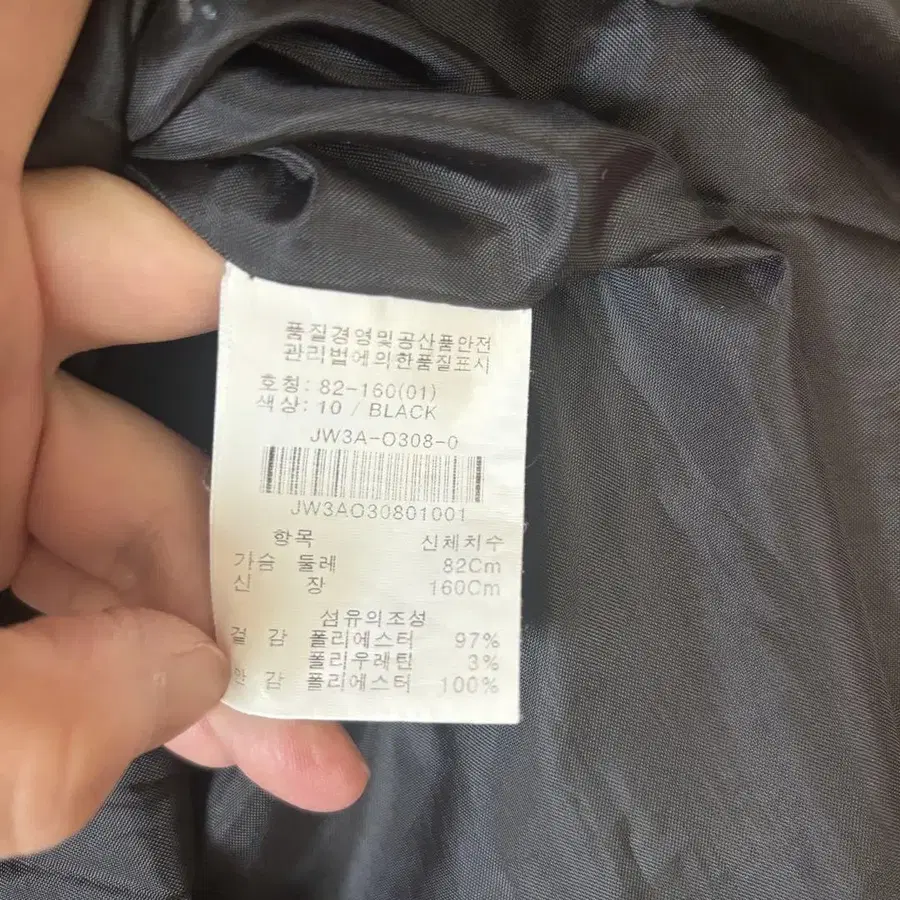 품질경영및공산품안전
관리법에의한품질표시
호칭: 82-160(01)
색상: 10 / BLACK
JW3A-O308-0
JW3AO30801001
항목 신체치수
가슴 둘레 82Cm
신 장 160Cm
섬유의조성
겉 감 폴리에스터 97%
폴리우레탄 3%
안 감 폴리에스터 100%